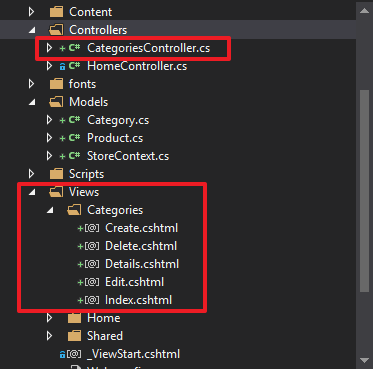 Content
Controllers
+ C# CategoriesController.cs
C# HomeController.cs
fonts
Models
+ C# Category.cs
+ C# Product.cs
+ C# StoreContext.cs
Scripts
Views
Categories
+[@] Create.cshtml
+[@] Delete.cshtml
+[@] Details.cshtml
+[@] Edit.cshtml
+[@] Index.cshtml
Home
Shared
[@] _ViewStart.cshtml